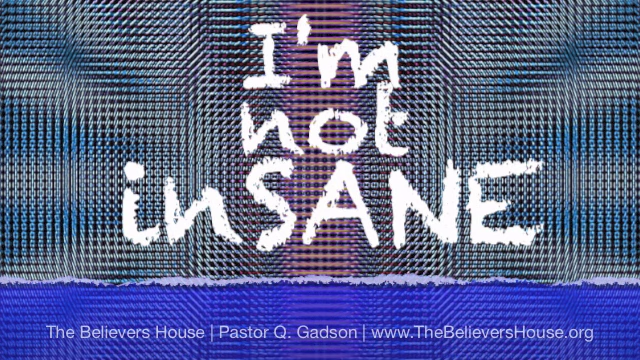 I'm
not
inSANE
The Believers House | Pastor Q. Gadson | www.TheBelieversHouse.org